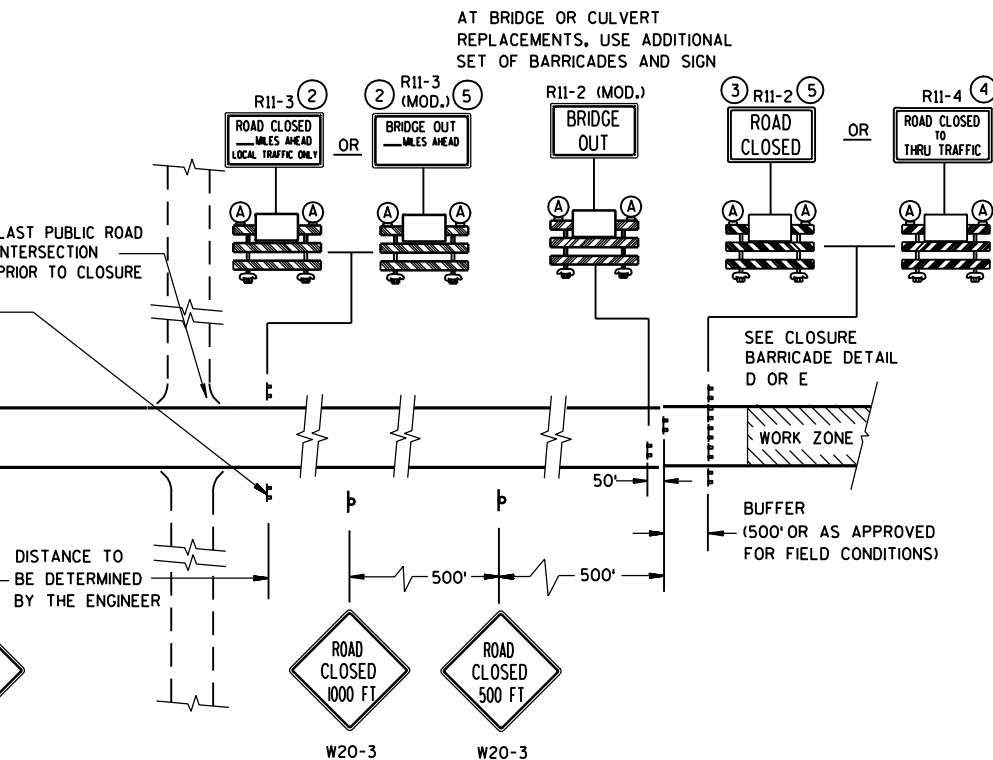 AT BRIDGE OR CULVERT
REPLACEMENTS, USE ADDITIONAL
SET OF BARRICADES AND SIGN
R11-3 2
ROAD CLOSED
MILES AHEAD
LOCAL TRAFFIC ONLY
OR
2 R11-3 (MOD.) 5
BRIDGE OUT
MILES AHEAD
R11-2 (MOD.)
BRIDGE
OUT
3 R11-2 5
ROAD
CLOSED
OR
R11-4 4
ROAD CLOSED
TO
THRU TRAFFIC
A A
A A
A A
A A
A A
LAST PUBLIC ROAD
INTERSECTION
PRIOR TO CLOSURE
SEE CLOSURE
BARRICADE DETAIL
D OR E
WORK ZONE
50'
BUFFER
(500' OR AS APPROVED
FOR FIELD CONDITIONS)
DISTANCE TO
BE DETERMINED
BY THE ENGINEER
500'
500'
ROAD
CLOSED
1000 FT
W20-3
ROAD
CLOSED
500 FT
W20-3